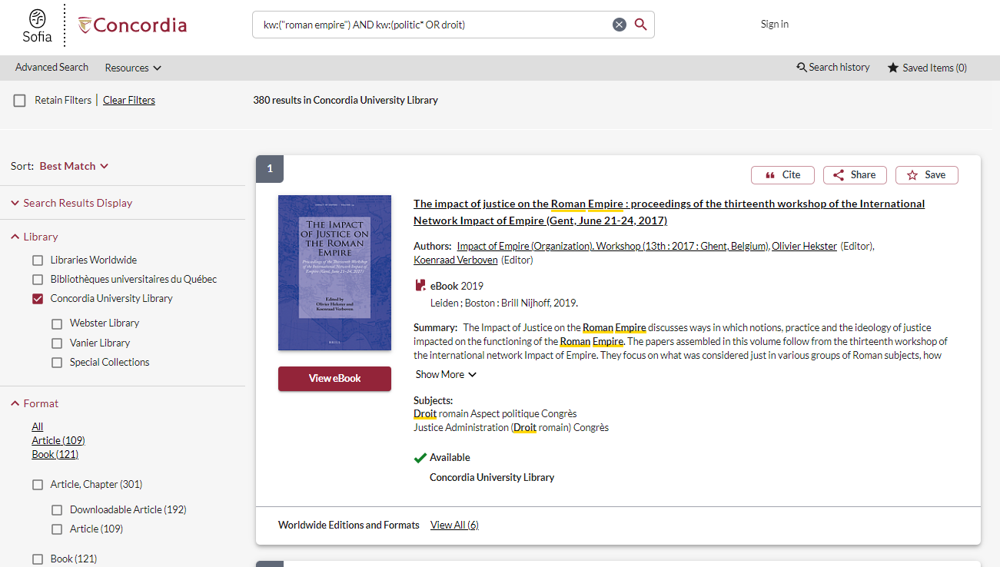 Sofia
Concordia
kw:("roman empire") AND kw:(politic* OR droit)
Sign in
Advanced Search
Resources
Search history
Saved Items (0)
Retain Filters | Clear Filters
380 results in Concordia University Library
Sort: Best Match
Search Results Display
Library
Libraries Worldwide
Bibliothèques universitaires du Québec
Concordia University Library
Webster Library
Vanier Library
Special Collections
Format
All
Article (109)
Book (121)
Article, Chapter (301)
Downloadable Article (192)
Article (109)
Book (121)
1
Cite
Share
Save
THE IMPACT
OF JUSTICE ON
THE ROMAN
EMPIRE
Proceedings of the Thirteenth Workshop
of the International Network Impact of
Empire (Gent, June 21-24, 2017)
Edited by
Olivier Hekster and
Koenraad Verboven
BRILL
View eBook
The impact of justice on the Roman Empire : proceedings of the thirteenth workshop of the International
Network Impact of Empire (Gent, June 21-24, 2017)
Authors: Impact of Empire (Organization). Workshop (13th : 2017 : Ghent, Belgium), Olivier Hekster (Editor),
Koenraad Verboven (Editor)
eBook 2019
Leiden ; Boston : Brill Nijhoff, 2019.
Summary: The Impact of Justice on the Roman Empire discusses ways in which notions, practice and the ideology of justice
impacted on the functioning of the Roman Empire. The papers assembled in this volume follow from the thirteenth workshop of
the international network Impact of Empire. They focus on what was considered just in various groups of Roman subjects, how
Show More
Subjects:
Droit romain Aspect politique Congrès
Justice Administration (Droit romain) Congrès
Available
Concordia University Library
Worldwide Editions and Formats View All (6)